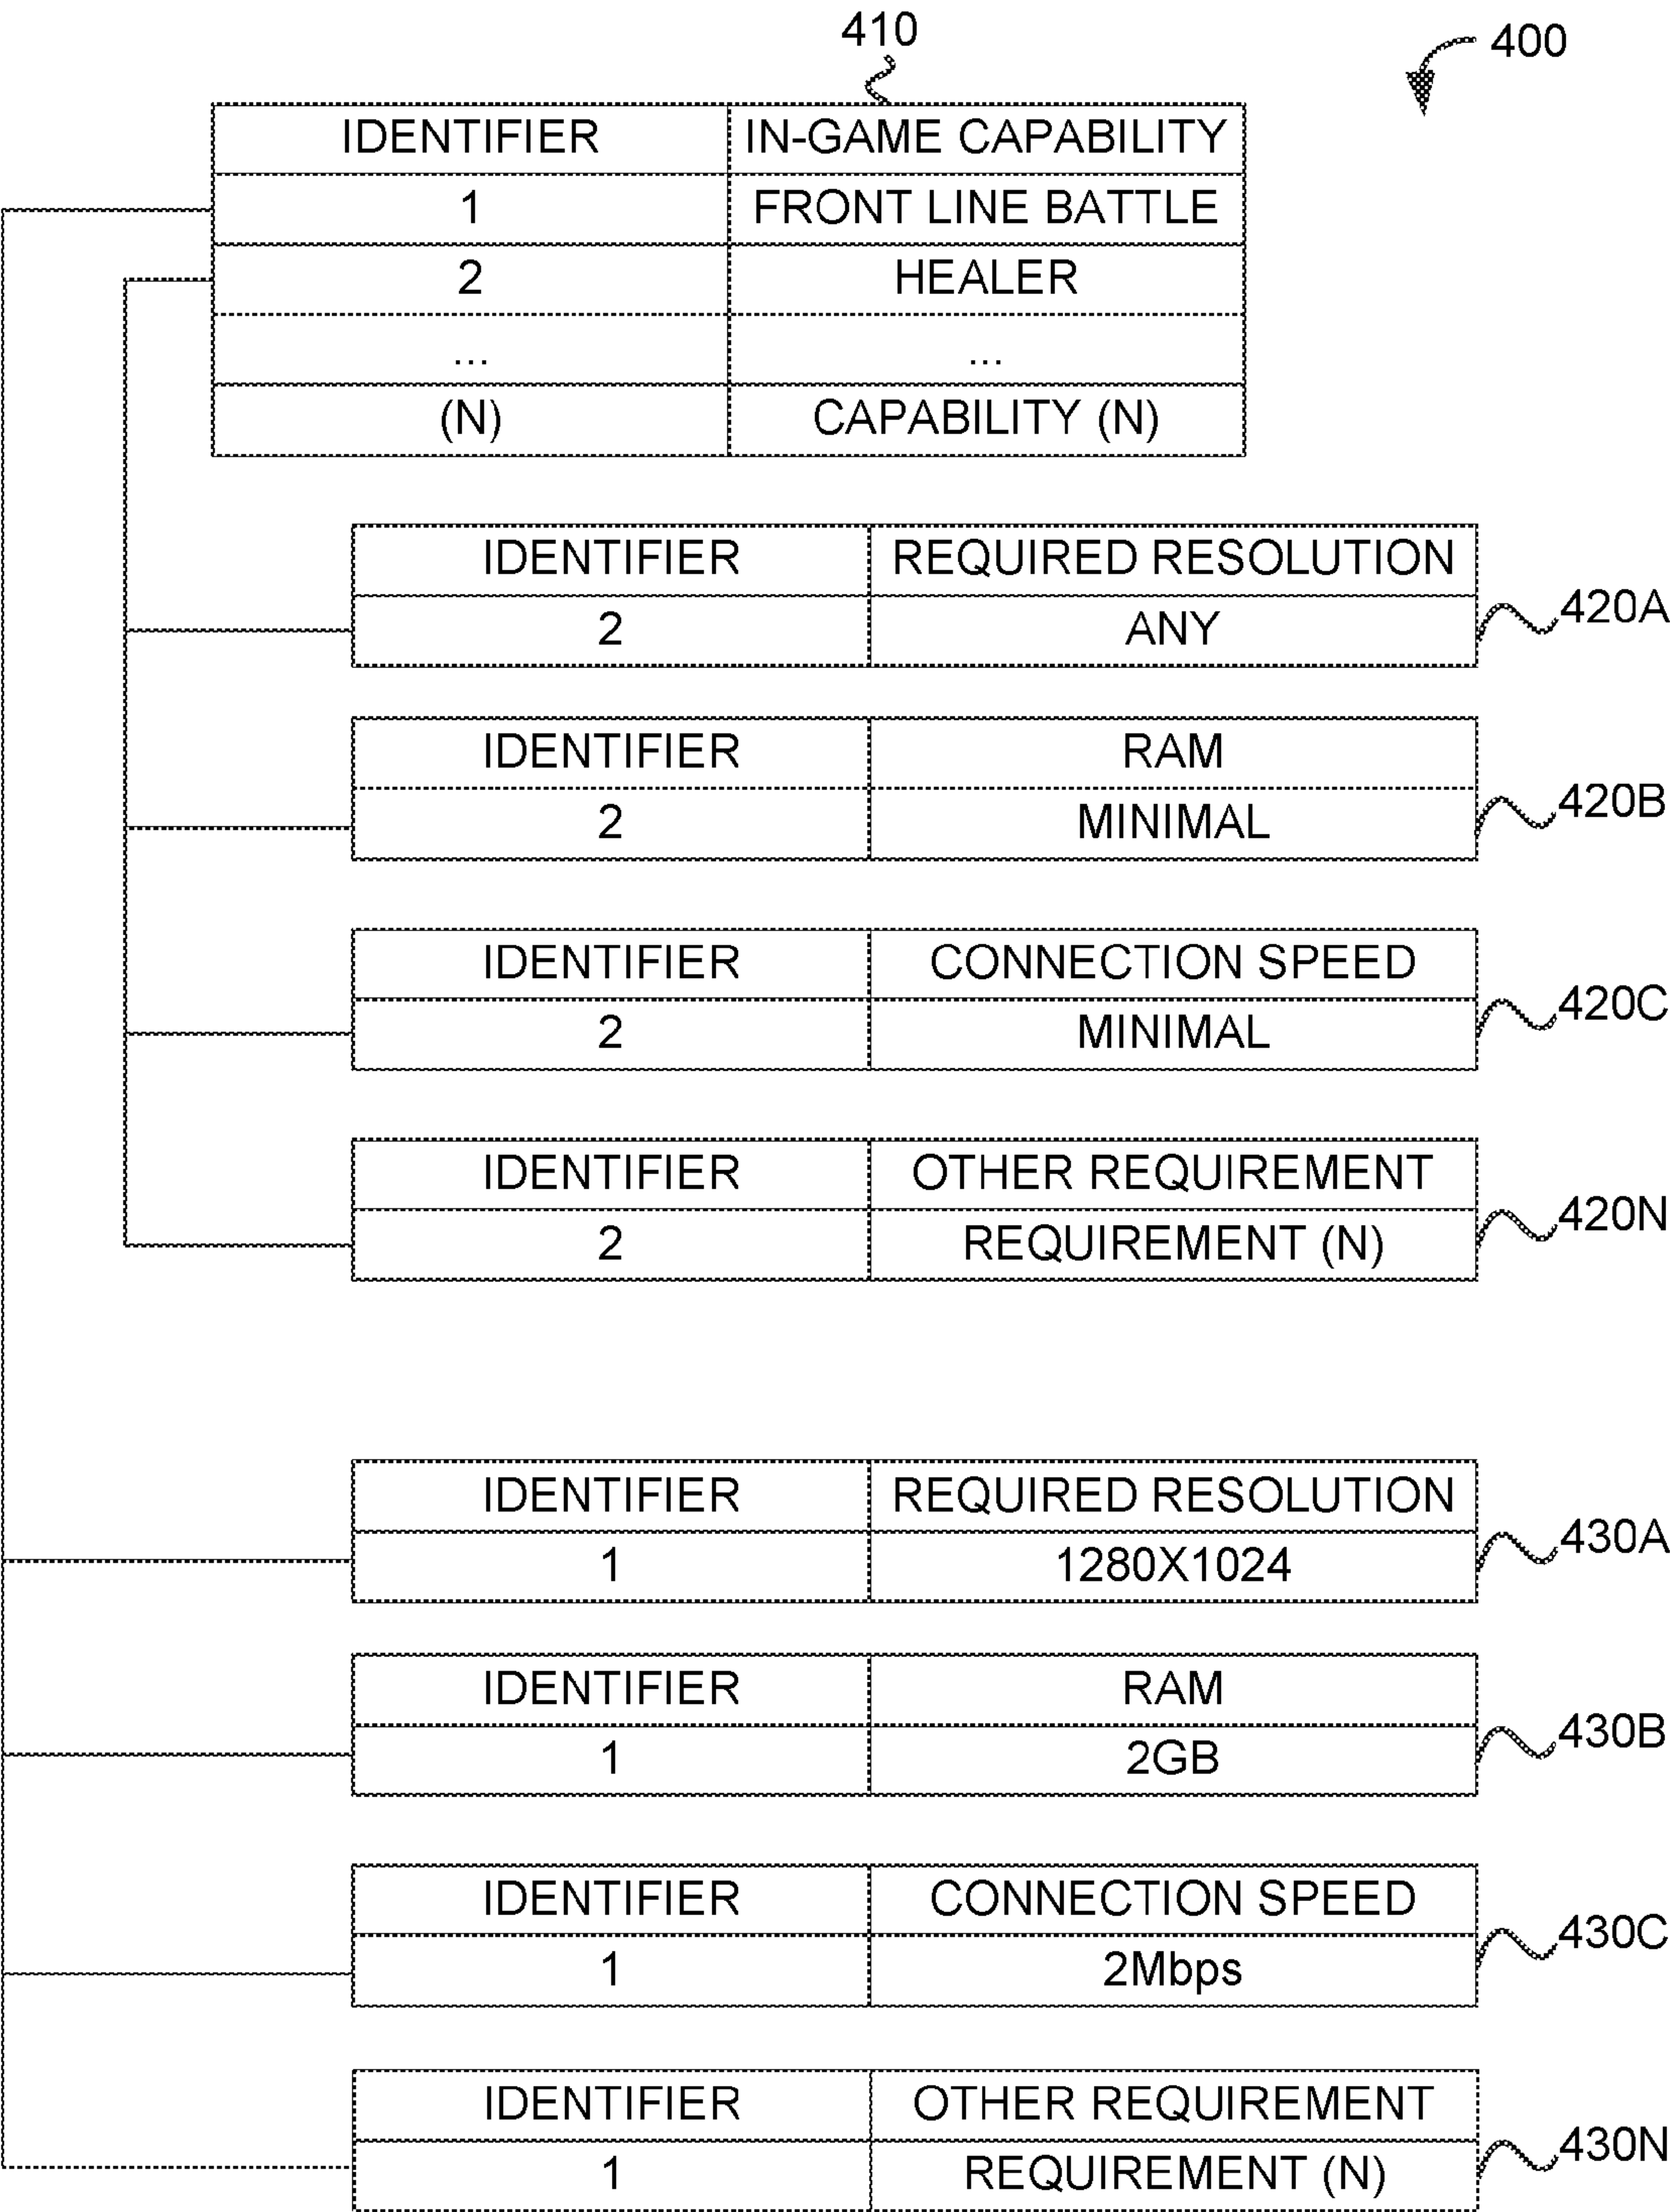 410
400
IDENTIFIER IN-GAME CAPABILITY
1 FRONT LINE BATTLE
2 HEALER
... ...
(N) CAPABILITY (N)
IDENTIFIER REQUIRED RESOLUTION
2 ANY
420A
IDENTIFIER RAM
2 MINIMAL
420B
IDENTIFIER CONNECTION SPEED
2 MINIMAL
420C
IDENTIFIER OTHER REQUIREMENT
2 REQUIREMENT (N)
420N
IDENTIFIER REQUIRED RESOLUTION
1 1280X1024
430A
IDENTIFIER RAM
1 2GB
430B
IDENTIFIER CONNECTION SPEED
1 2Mbps
430C
IDENTIFIER OTHER REQUIREMENT
1 REQUIREMENT (N)
430N